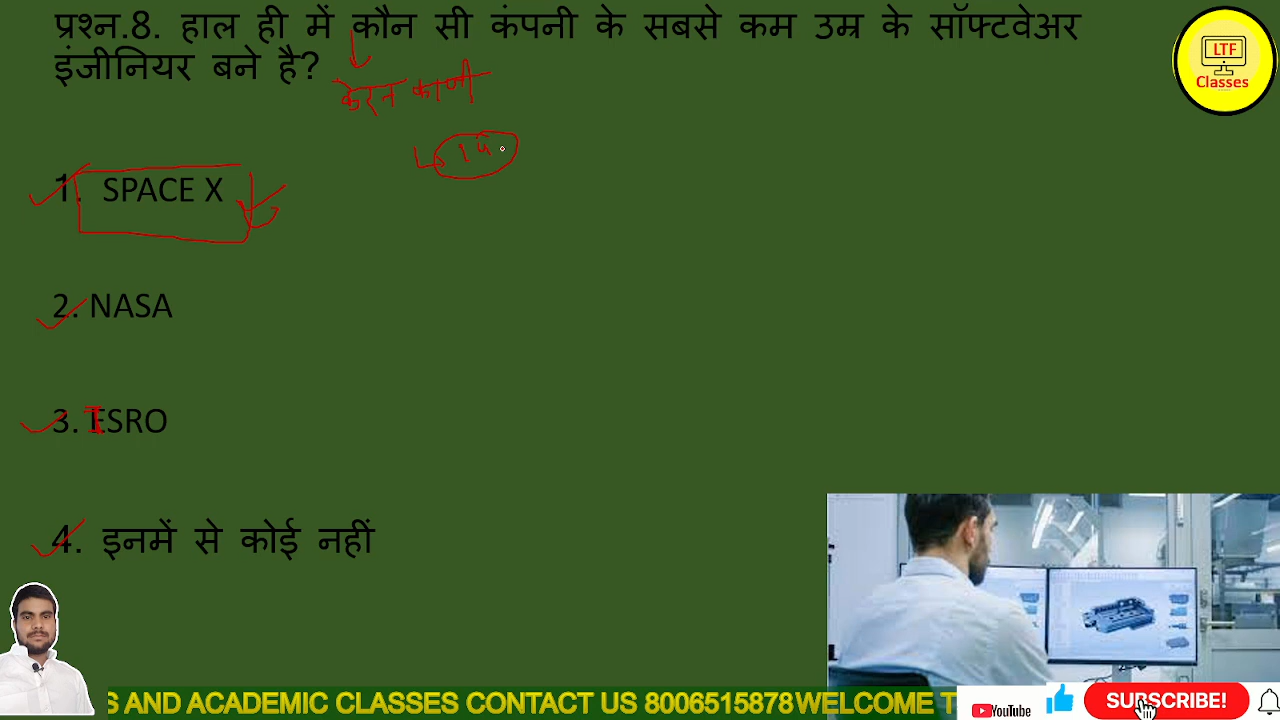 प्रश्न.8. हाल ही में कौन सी कंपनी के सबसे कम उम्र के सॉफ्टवेअर
इंजीनियर बने है?
LTF
Classes
केरन काजी
14
1. SPACE X
2. NASA
3. ISRO
4. इनमें से कोई नहीं
S AND ACADEMIC CLASSES CONTACT US 8006515878 WELCOME T
YouTube
SUBSCRIBE!